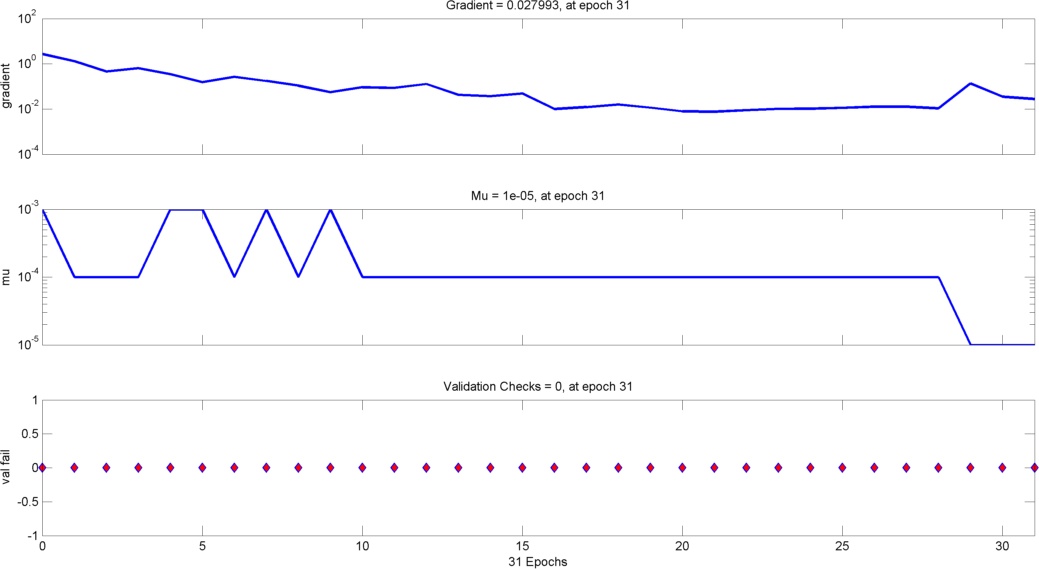 Gradient = 0.027993, at epoch 31
10^2
10^0
10^-2
10^-4
gradient
Mu = 1e-05, at epoch 31
10^-3
10^-4
10^-5
mu
Validation Checks = 0, at epoch 31
1
0.5
0
-0.5
-1
val fail
0 5 10 15 20 25 30
31 Epochs